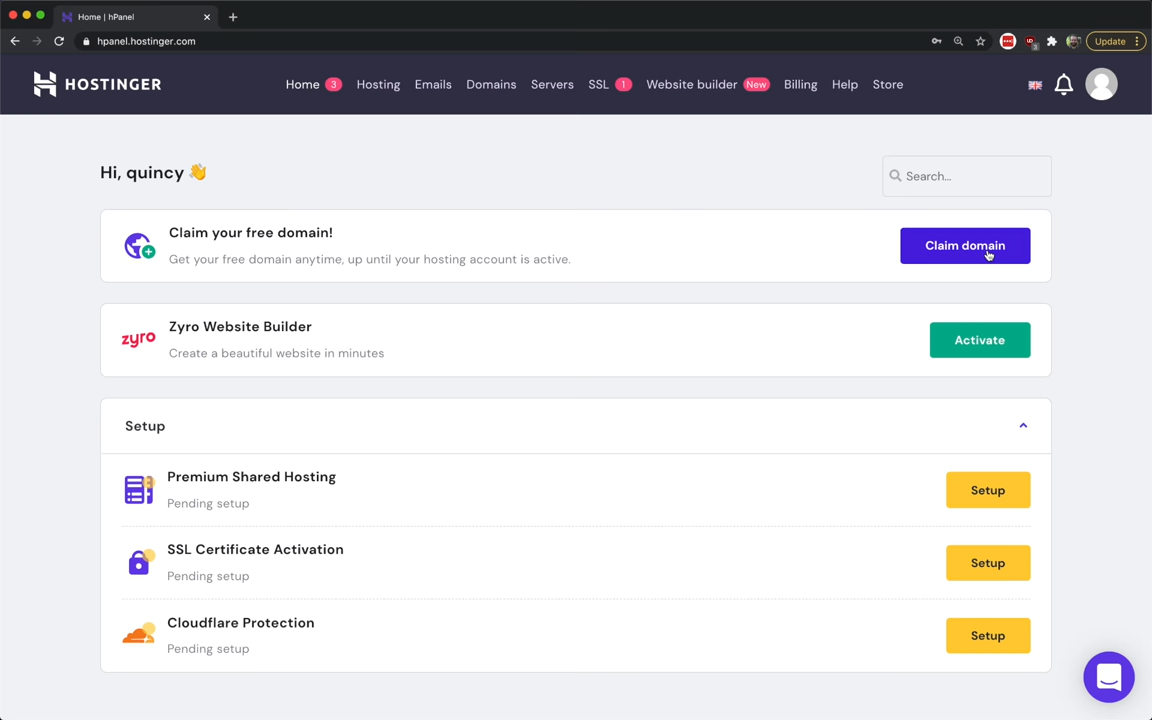 Home | hPanel
hpanel.hostinger.com
Update
HOSTINGER
Home 3 Hosting Emails Domains Servers SSL 1 Website builder New Billing Help Store
Hi, quincy 👋
Search...
Claim your free domain!
Get your free domain anytime, up until your hosting account is active.
Claim domain
zyro
Zyro Website Builder
Create a beautiful website in minutes
Activate
Setup
Premium Shared Hosting
Pending setup
Setup
SSL Certificate Activation
Pending setup
Setup
Cloudflare Protection
Pending setup
Setup